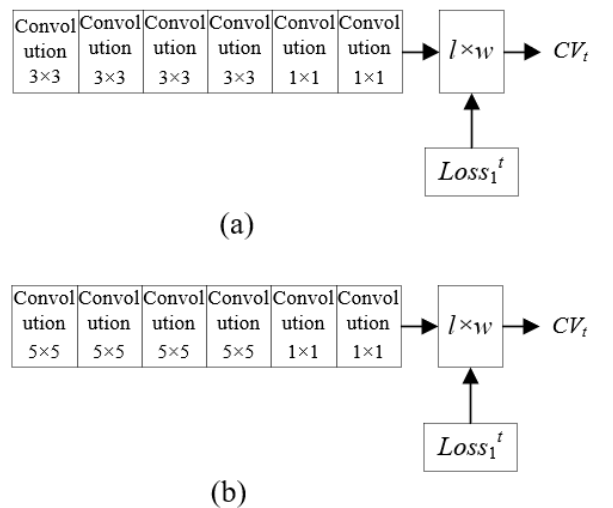 Convol Convol Convol Convol Convol Convol
ution ution ution ution ution ution
3×3 3×3 3×3 3×3 1×1 1×1
l×w
CVₜ
Loss₁ᵗ
(a)
Convol Convol Convol Convol Convol Convol
ution ution ution ution ution ution
5×5 5×5 5×5 5×5 1×1 1×1
l×w
CVₜ
Loss₁ᵗ
(b)